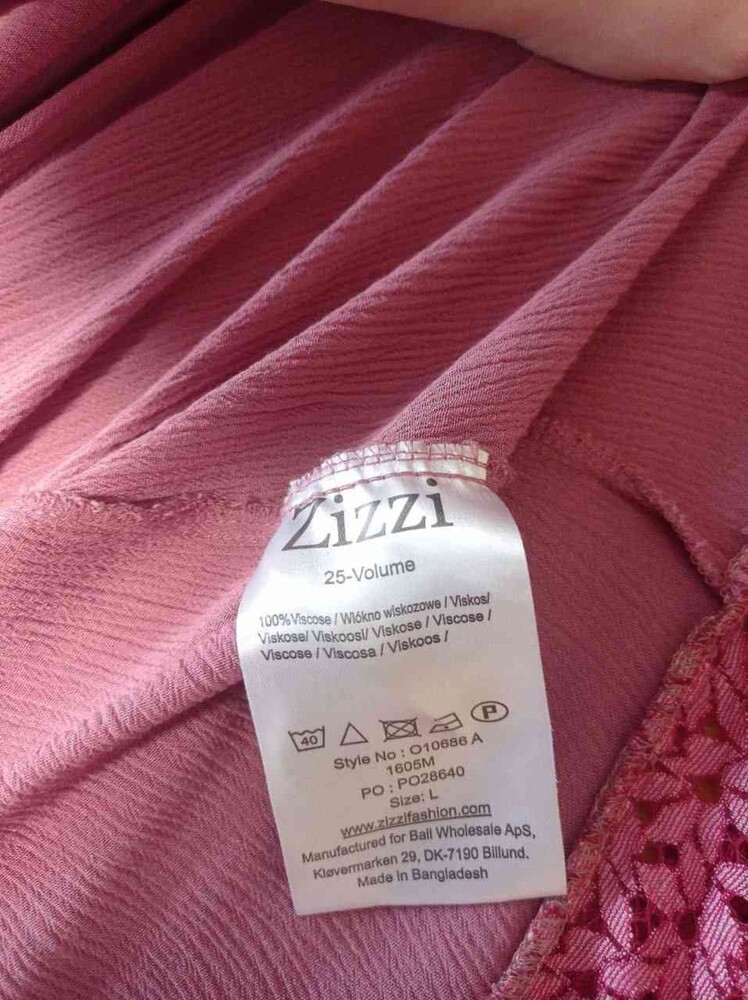 Zizzi
25-Volume
100%Viscose / Wlókno wiskozowe / Viskos/
Viskose/ Viskoosi/ Viskose / Viscose /
Viscose / Viscosa / Viskoos /
40 P
Style No : O10686 A
1605M
PO : PO28640
Size: L
www.zizzifashion.com
Manufactured for Ball Wholesale ApS,
Kløvermarken 29, DK-7190 Billund.
Made in Bangladesh